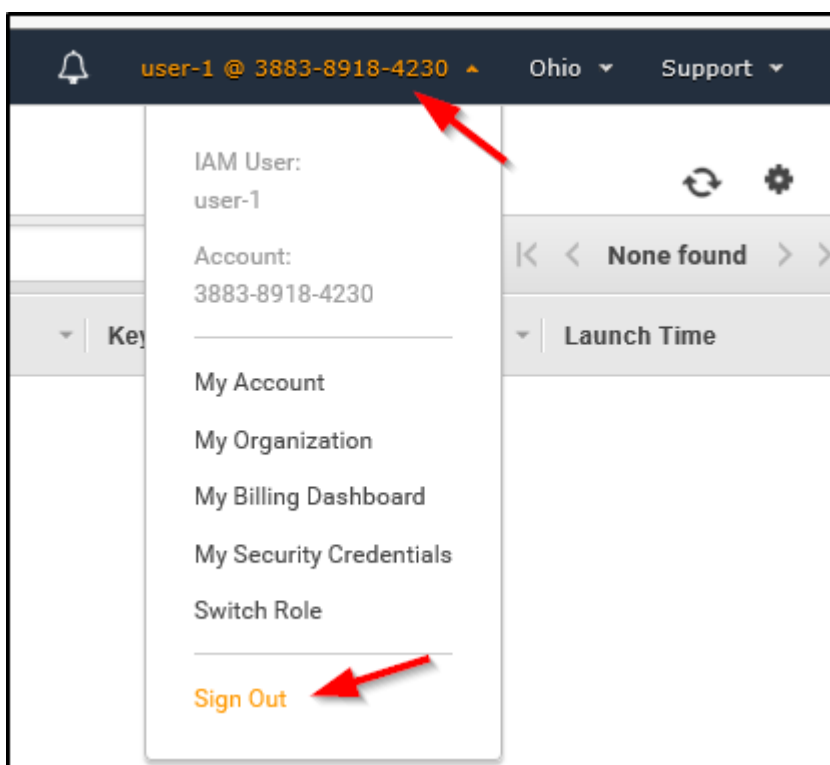 user-1 @ 3883-8918-4230 Ohio Support
IAM User:
user-1
Account:
3883-8918-4230
None found
Key
Launch Time
My Account
My Organization
My Billing Dashboard
My Security Credentials
Switch Role
Sign Out